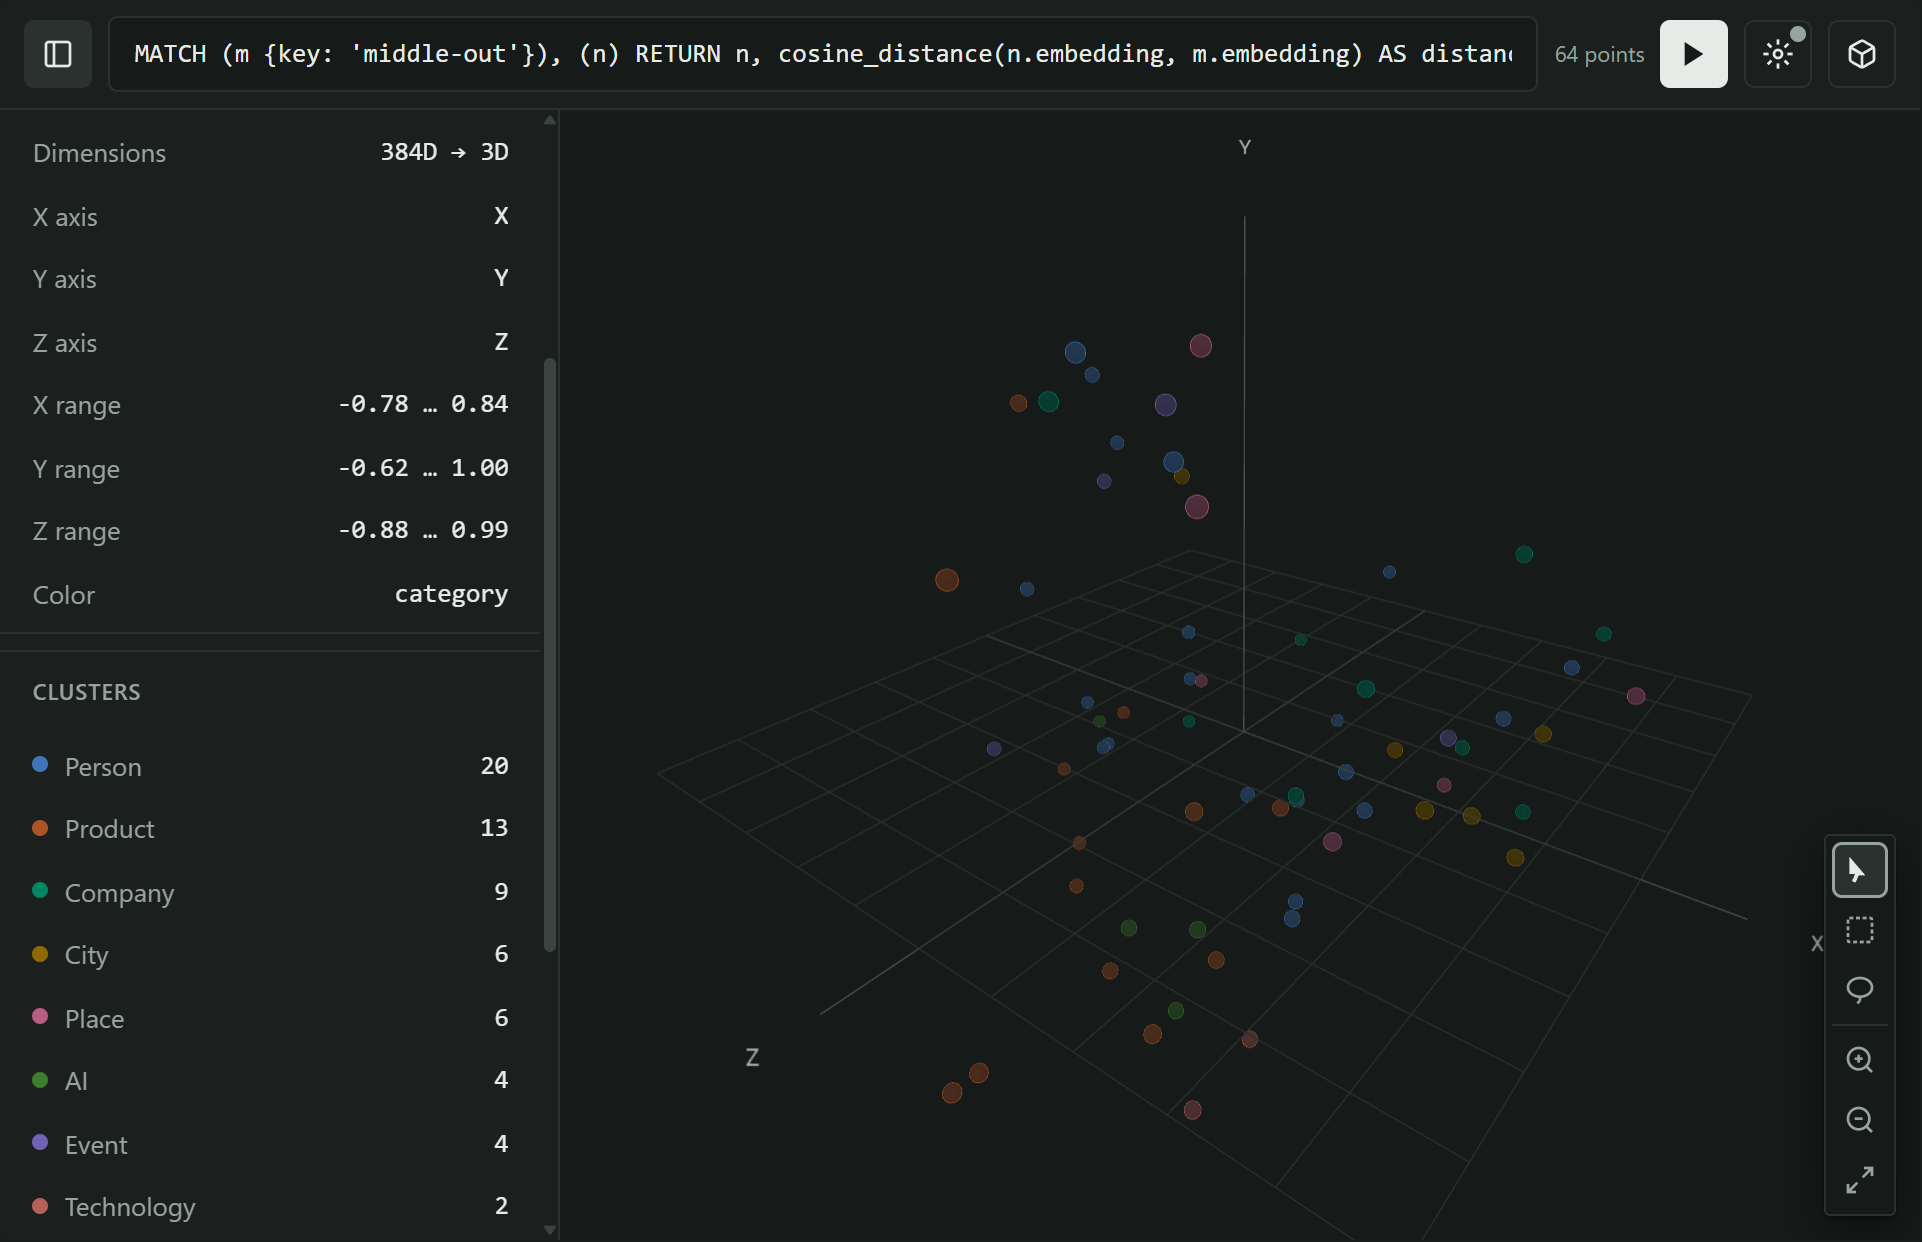 MATCH (m {key: 'middle-out'}), (n) RETURN n, cosine_distance(n.embedding, m.embedding) AS distanc
64 points
Dimensions 384D → 3D
X axis X
Y axis Y
Z axis Z
X range -0.78 … 0.84
Y range -0.62 … 1.00
Z range -0.88 … 0.99
Color category
CLUSTERS
Person 20
Product 13
Company 9
City 6
Place 6
AI 4
Event 4
Technology 2
Y
X
Z